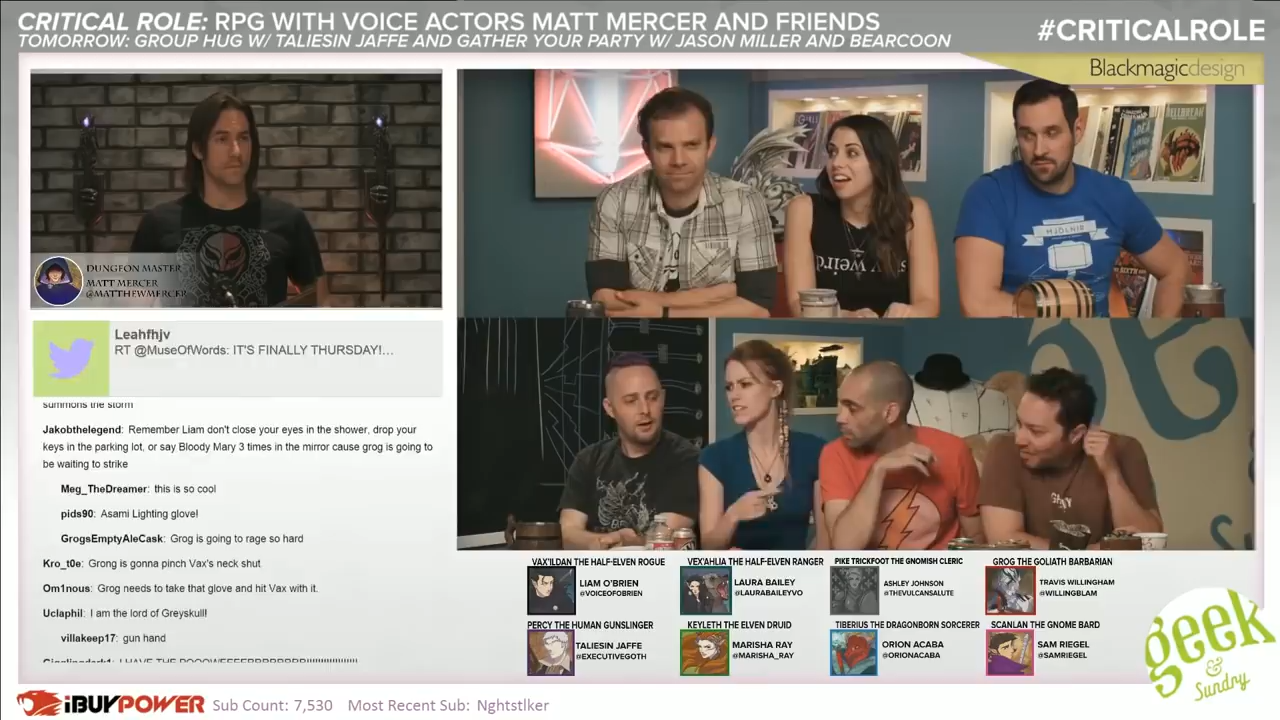 CRITICAL ROLE: RPG WITH VOICE ACTORS MATT MERCER AND FRIENDS
TOMORROW: GROUP HUG W/ TALIESIN JAFFE AND GATHER YOUR PARTY W/ JASON MILLER AND BEARCOON
#CRITICALROLE
Blackmagicdesign
DUNGEON MASTER
MATT MERCER
@MATTHEWMERCER
HELLBREAK
stay weird
MJOLNIR
Leahfhjv
RT @MuseOfWords: IT'S FINALLY THURSDAY!...
summons the storm
Jakobthelegend: Remember Liam don't close your eyes in the shower, drop your
keys in the parking lot, or say Bloody Mary 3 times in the mirror cause grog is going to
be waiting to strike
Meg_TheDreamer: this is so cool
pids90: Asami Lighting glove!
GrogsEmptyAleCask: Grog is going to rage so hard
Kro_t0e: Grong is gonna pinch Vax's neck shut
Om1nous: Grog needs to take that glove and hit Vax with it.
Uclaphil: I am the lord of Greyskull!
villakeep17: gun hand
VAX'ILDAN THE HALF-ELVEN ROGUE
LIAM O'BRIEN
@VOICEOFOBRIEN
VEX'AHLIA THE HALF-ELVEN RANGER
LAURA BAILEY
@LAURABAILEYVO
PIKE TRICKFOOT THE GNOMISH CLERIC
ASHLEY JOHNSON
@THEVULCANSALUTE
GROG THE GOLIATH BARBARIAN
TRAVIS WILLINGHAM
@WILLINGBLAM
PERCY THE HUMAN GUNSLINGER
TALIESIN JAFFE
@EXECUTIVEGOTH
KEYLETH THE ELVEN DRUID
MARISHA RAY
@MARISHA_RAY
TIBERIUS THE DRAGONBORN SORCERER
ORION ACABA
@ORIONACABA
SCANLAN THE GNOME BARD
SAM RIEGEL
@SAMRIEGEL
geek
&
Sundry
iBUYPOWER
Sub Count: 7,530 Most Recent Sub: Nghtstlker